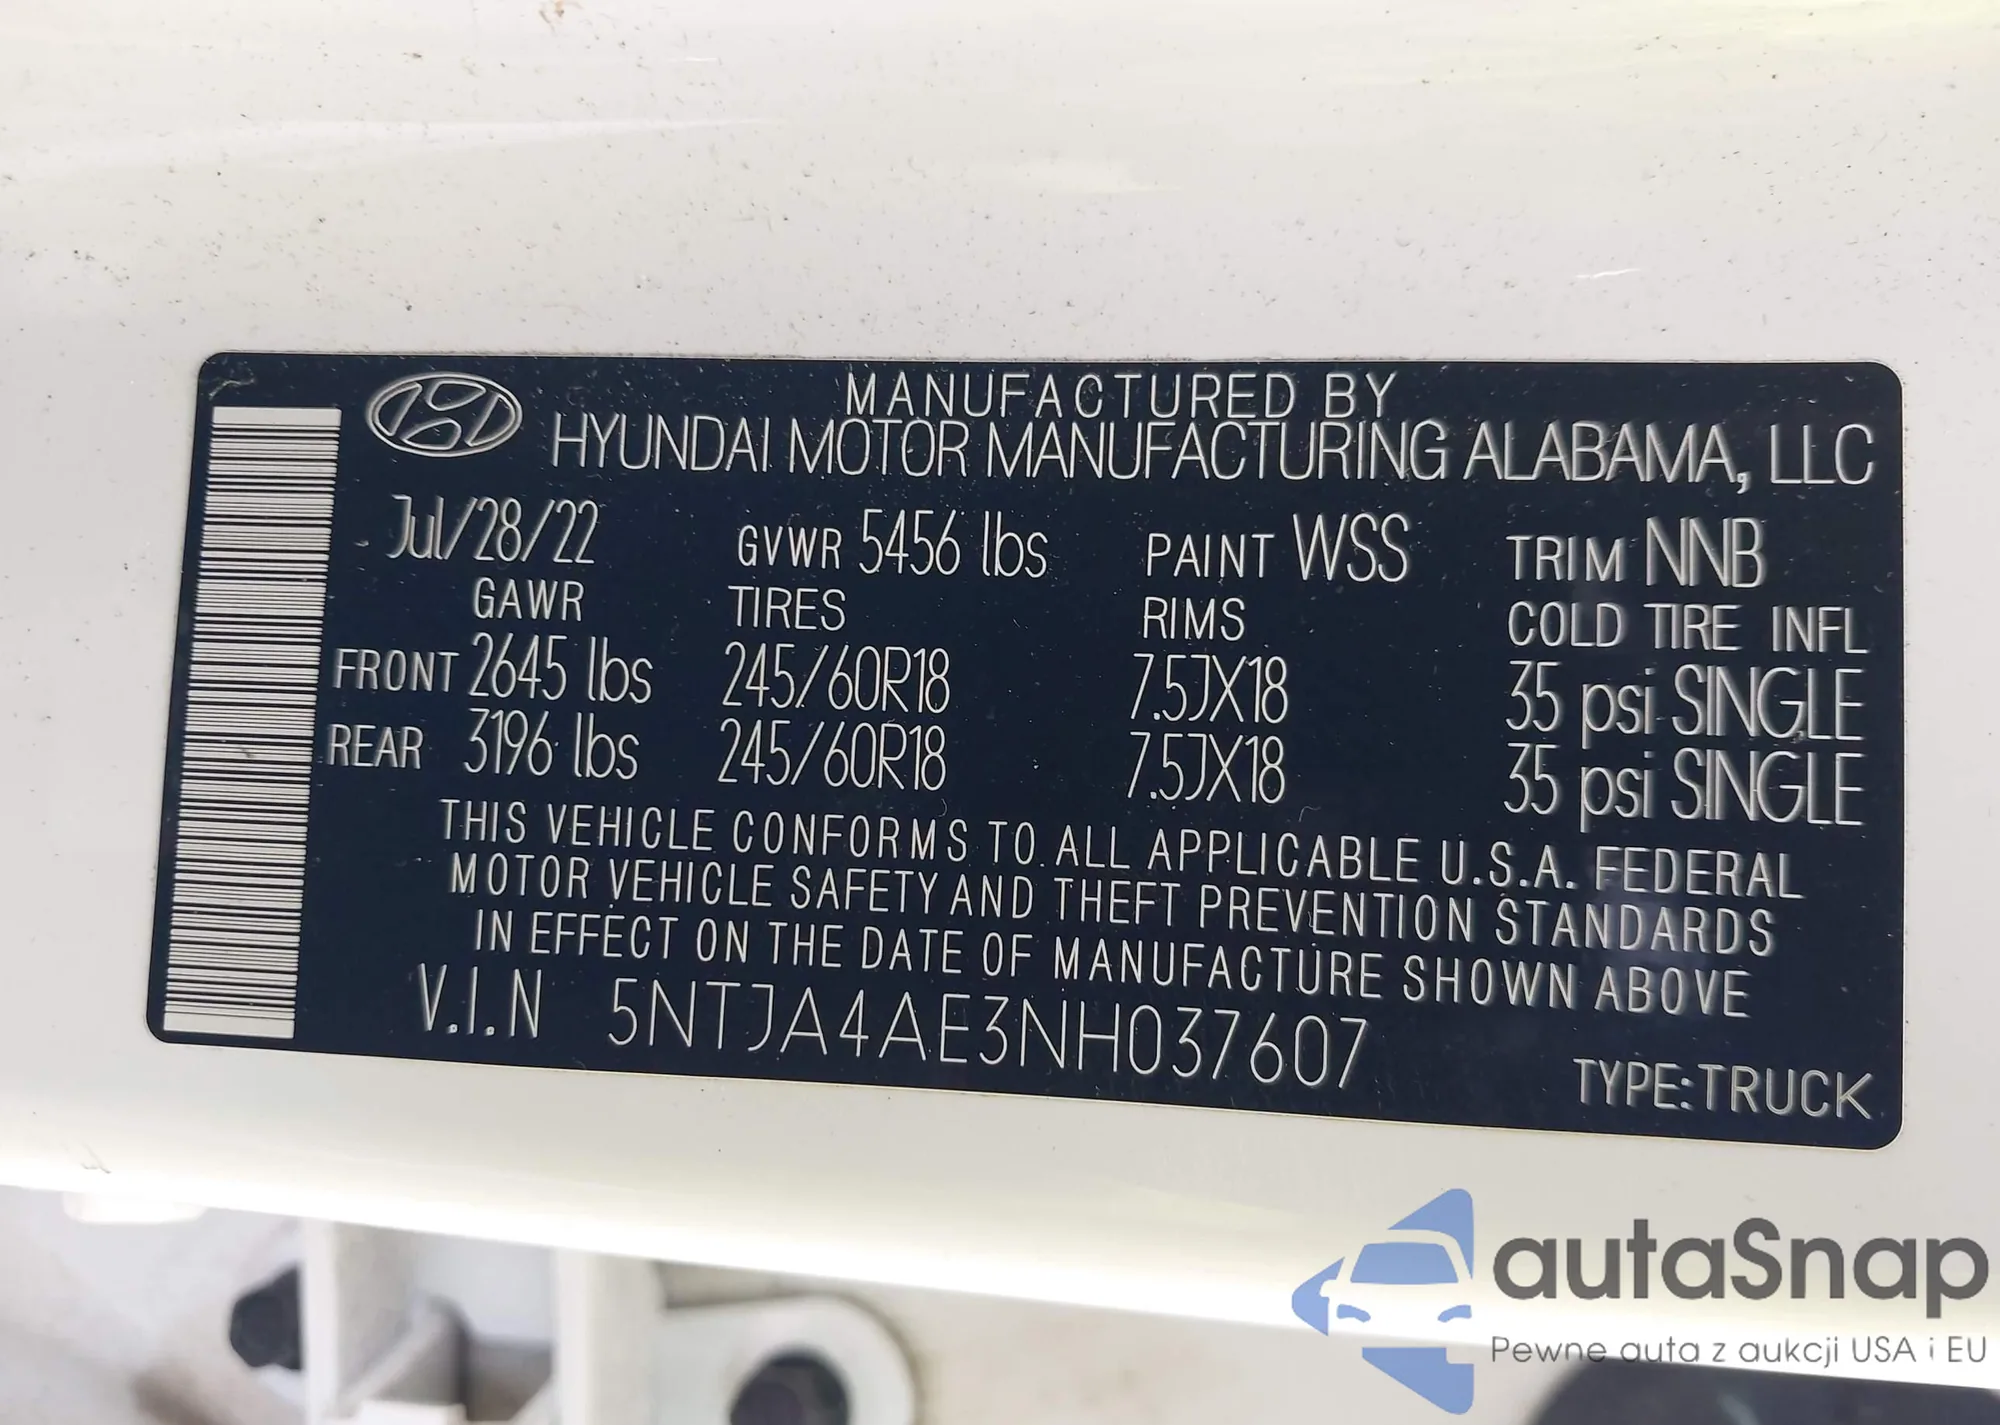 MANUFACTURED BY
HYUNDAI MOTOR MANUFACTURING ALABAMA, LLC
Jul/28/22 GVWR 5456 lbs PAINT WSS TRIM NNB
GAWR TIRES RIMS COLD TIRE INFL
FRONT 2645 lbs 245/60R18 7.5JX18 35 psi SINGLE
REAR 3196 lbs 245/60R18 7.5JX18 35 psi SINGLE
THIS VEHICLE CONFORMS TO ALL APPLICABLE U.S.A. FEDERAL
MOTOR VEHICLE SAFETY AND THEFT PREVENTION STANDARDS
IN EFFECT ON THE DATE OF MANUFACTURE SHOWN ABOVE
V.I.N 5NTJA4AE3NH037607
TYPE:TRUCK
autaSnap
Pewne auta z aukcji USA i EU